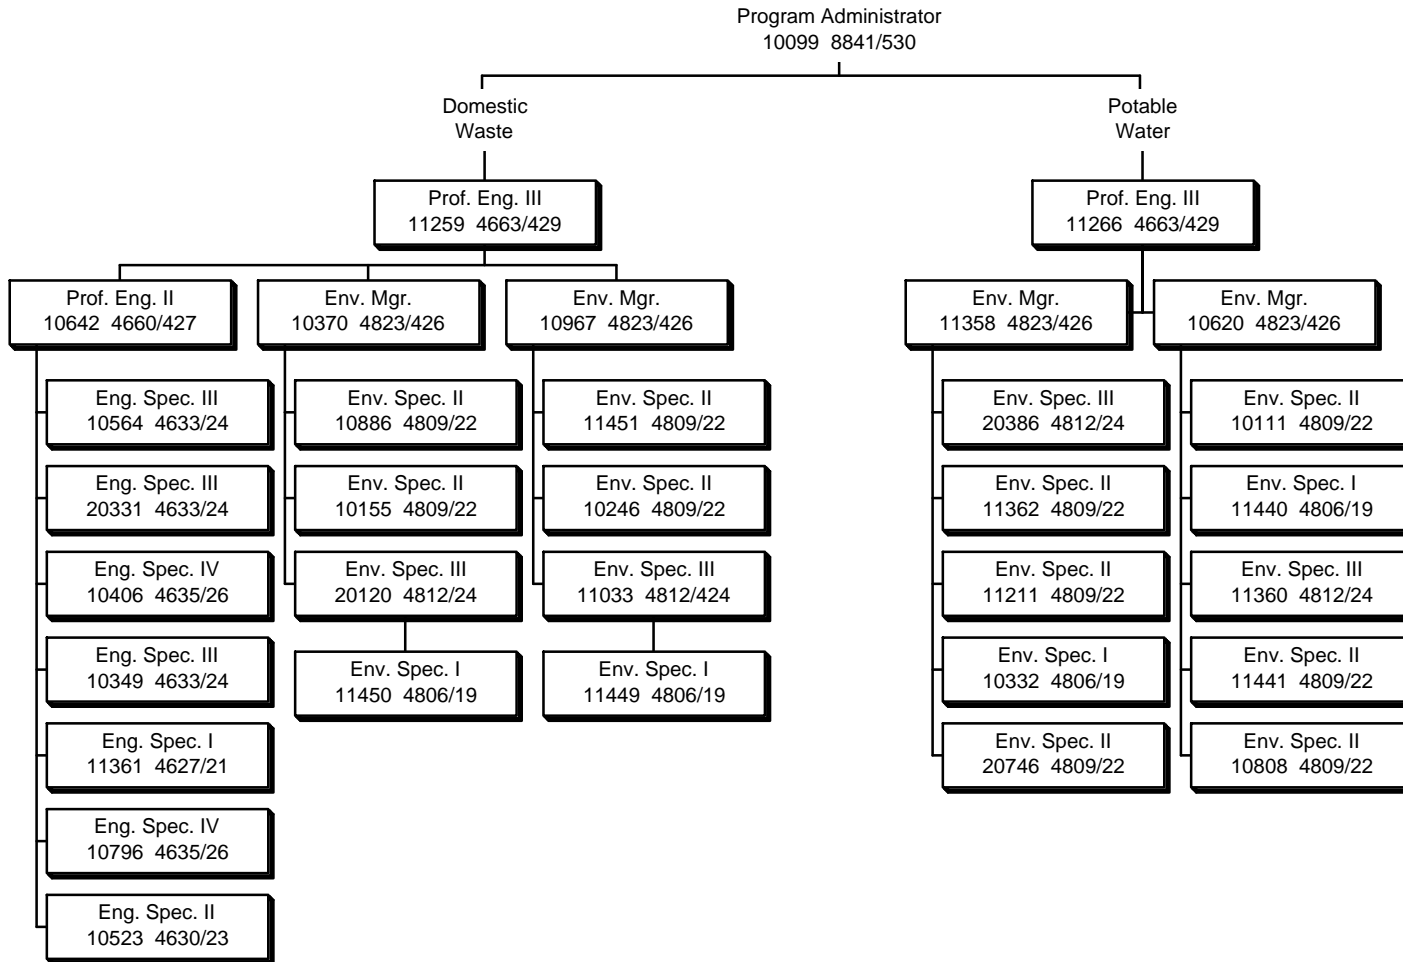 Program Administrator
10099 8841/530
Domestic
Waste
Potable
Water
Prof. Eng. III
11259 4663/429
Prof. Eng. III
11266 4663/429
Prof. Eng. II
10642 4660/427
Env. Mgr.
10370 4823/426
Env. Mgr.
10967 4823/426
Env. Mgr.
11358 4823/426
Env. Mgr.
10620 4823/426
Eng. Spec. III
10564 4633/24
Eng. Spec. III
20331 4633/24
Eng. Spec. IV
10406 4635/26
Eng. Spec. III
10349 4633/24
Eng. Spec. I
11361 4627/21
Eng. Spec. IV
10796 4635/26
Eng. Spec. II
10523 4630/23
Env. Spec. II
10886 4809/22
Env. Spec. II
10155 4809/22
Env. Spec. III
20120 4812/24
Env. Spec. I
11450 4806/19
Env. Spec. II
11451 4809/22
Env. Spec. II
10246 4809/22
Env. Spec. III
11033 4812/424
Env. Spec. I
11449 4806/19
Env. Spec. III
20386 4812/24
Env. Spec. II
11362 4809/22
Env. Spec. II
11211 4809/22
Env. Spec. I
10332 4806/19
Env. Spec. II
20746 4809/22
Env. Spec. II
10111 4809/22
Env. Spec. I
11440 4806/19
Env. Spec. III
11360 4812/24
Env. Spec. II
11441 4809/22
Env. Spec. II
10808 4809/22